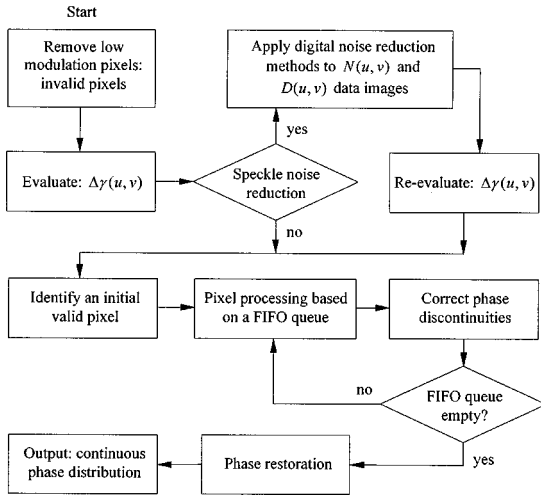 Start
Remove low
modulation pixels:
invalid pixels
Apply digital noise reduction
methods to N(u, v) and
D(u, v) data images
yes
Evaluate: Δγ(u, v)
Speckle noise
reduction
Re-evaluate: Δγ(u, v)
no
Identify an initial
valid pixel
Pixel processing based
on a FIFO queue
Correct phase
discontinuities
no
FIFO queue
empty?
yes
Output: continuous
phase distribution
Phase restoration